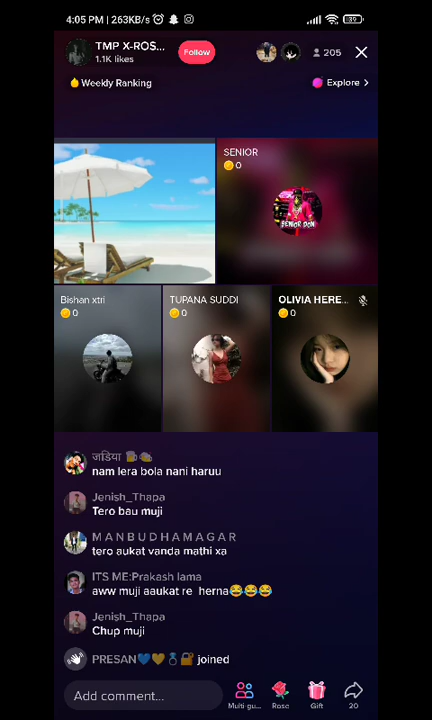 4:05 PM | 263KB/s
39
TMP X-ROS...
1.1K likes
Follow
205
Weekly Ranking
Explore >
SENIOR
0
SENIOR DON
Bishan xtri
0
TUPANA SUDDI
0
OLIVIA HERE...
0
जडिया
nam lera bola nani haruu
Jenish_Thapa
Tero bau muji
M A N B U D H A M A G A R
tero aukat vanda mathi xa
ITS ME:Prakash lama
aww muji aaukat re herna😂😂😂
Jenish_Thapa
Chup muji
PRESAN💙💛💍🔐 joined
Add comment...
Multi-gu...
Rose
Gift
20